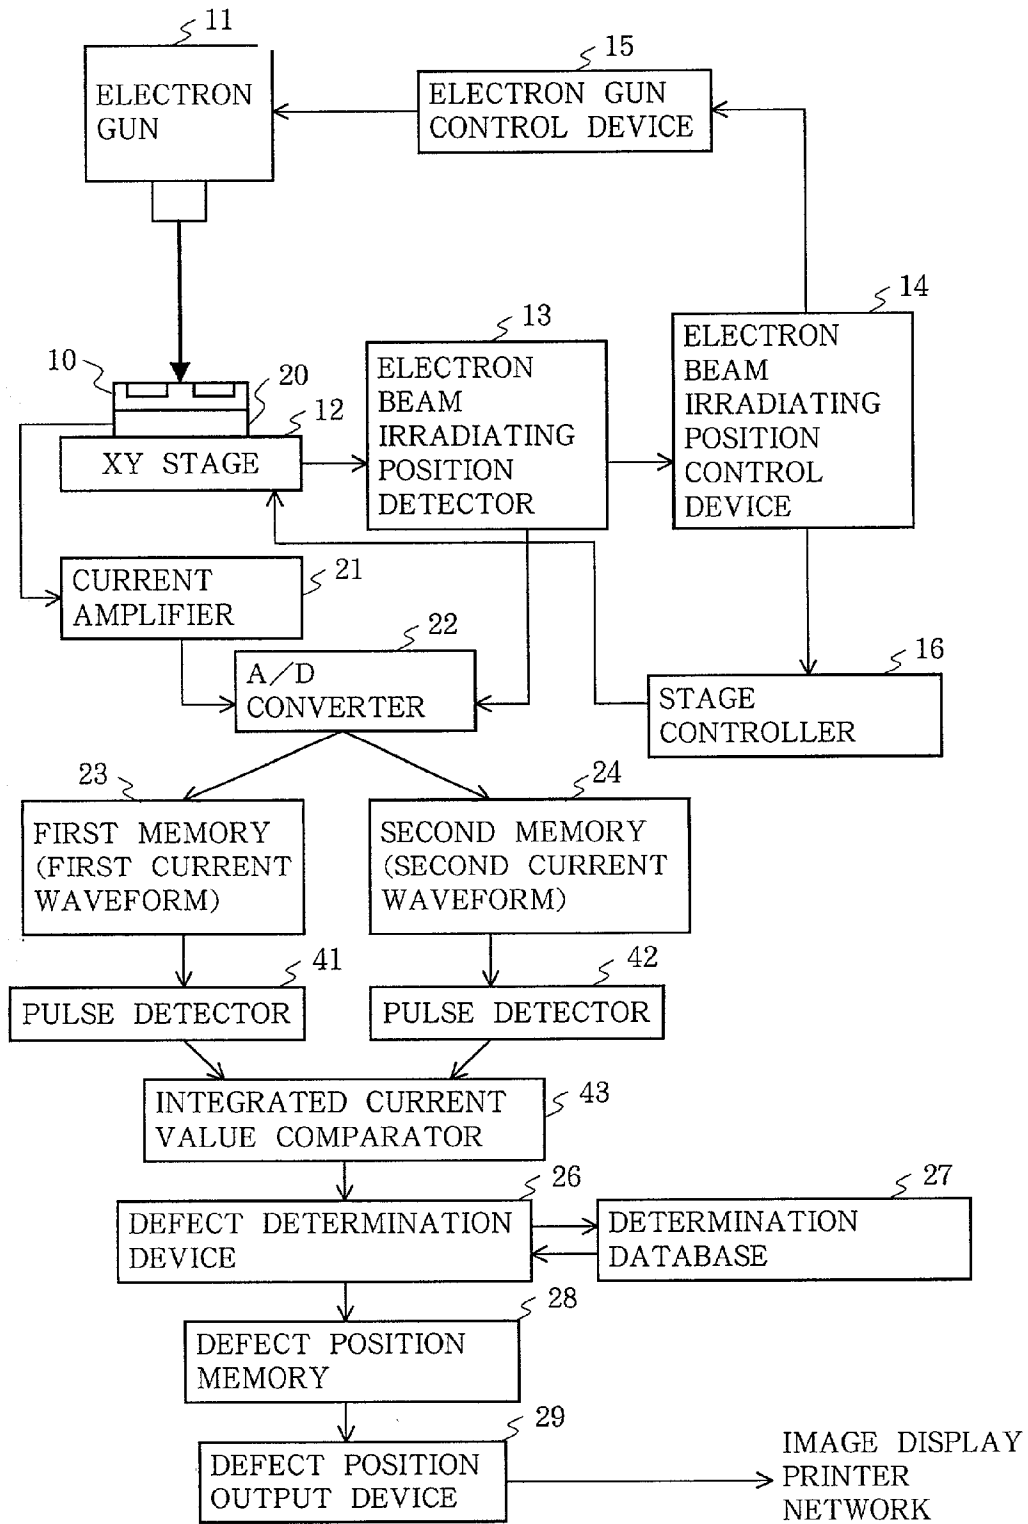 11
ELECTRON
GUN
15
ELECTRON GUN
CONTROL DEVICE
14
ELECTRON
BEAM
IRRADIATING
POSITION
CONTROL
DEVICE
13
ELECTRON
BEAM
IRRADIATING
POSITION
DETECTOR
10
20
12
XY STAGE
21
CURRENT
AMPLIFIER
22
A/D
CONVERTER
16
STAGE
CONTROLLER
23
FIRST MEMORY
(FIRST CURRENT
WAVEFORM)
24
SECOND MEMORY
(SECOND CURRENT
WAVEFORM)
41
PULSE DETECTOR
42
PULSE DETECTOR
43
INTEGRATED CURRENT
VALUE COMPARATOR
26
DEFECT DETERMINATION
DEVICE
27
DETERMINATION
DATABASE
28
DEFECT POSITION
MEMORY
29
DEFECT POSITION
OUTPUT DEVICE
IMAGE DISPLAY
PRINTER
NETWORK